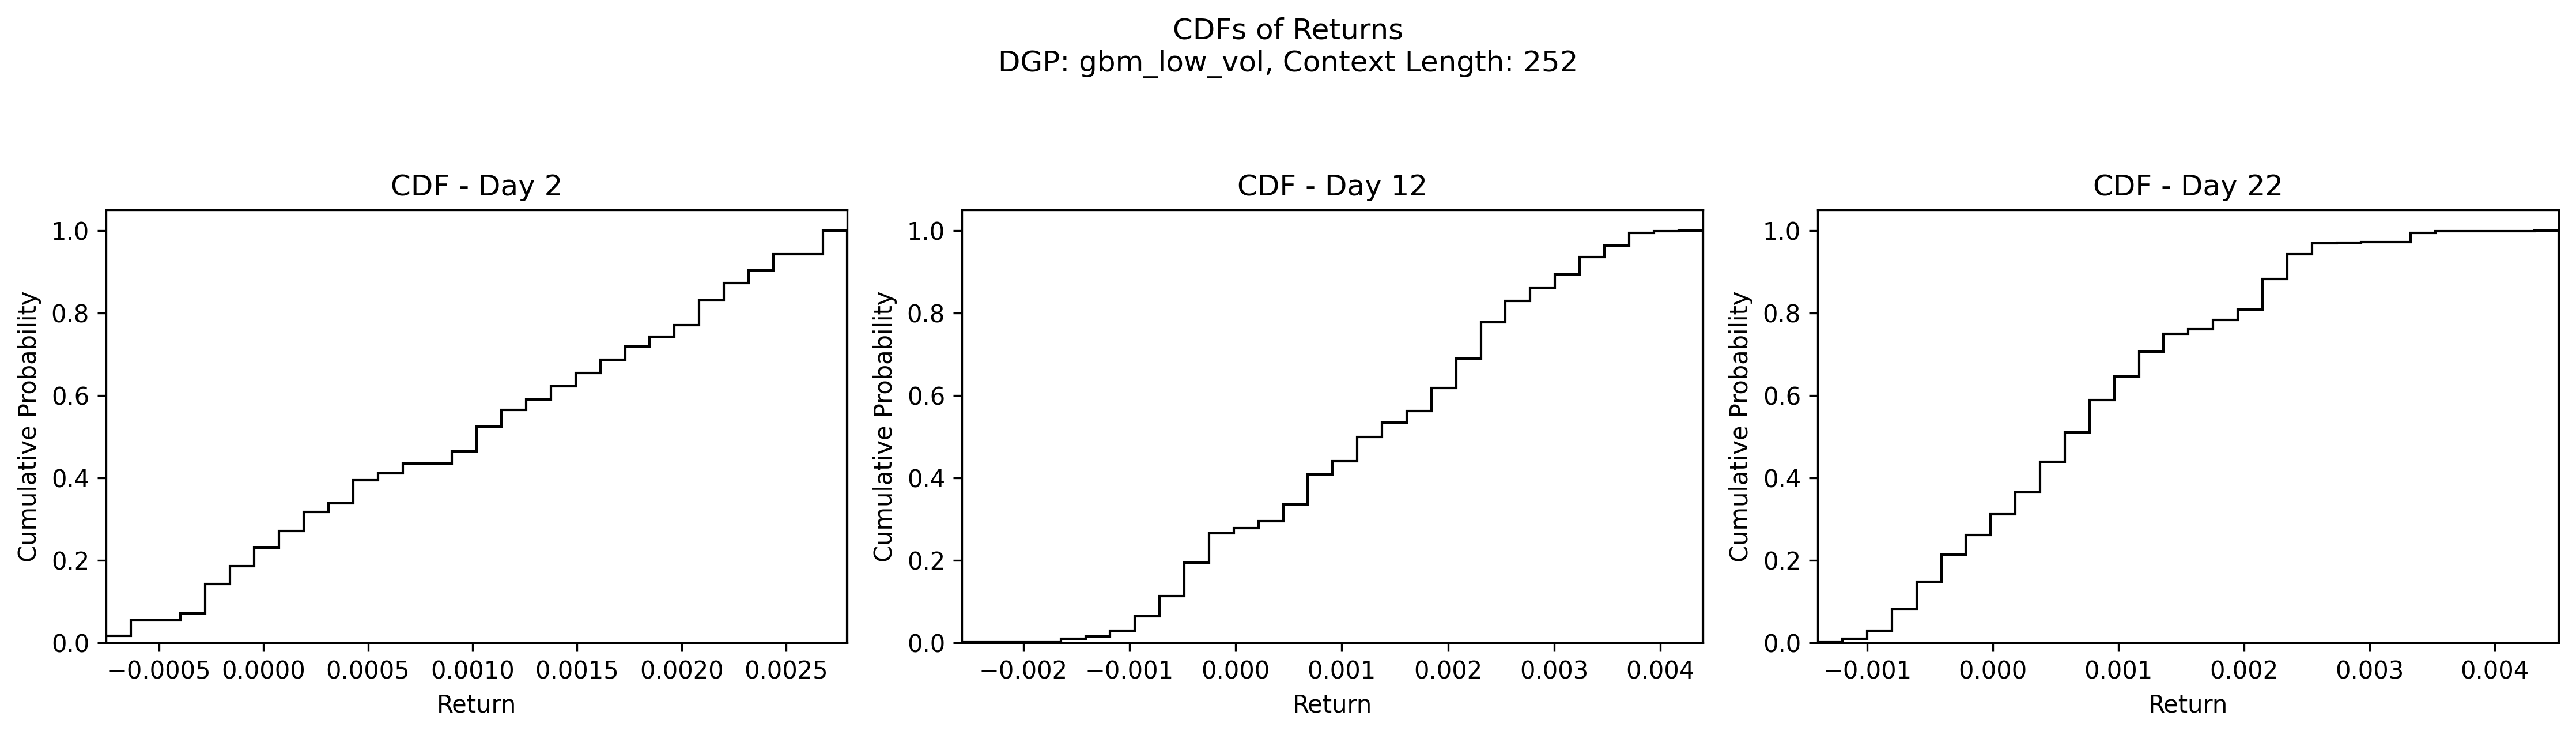 CDFs of Returns
DGP: gbm_low_vol, Context Length: 252
CDF - Day 2
1.0
0.8
0.6
0.4
0.2
0.0
Cumulative Probability
−0.0005 0.0000 0.0005 0.0010 0.0015 0.0020 0.0025
Return
CDF - Day 12
1.0
0.8
0.6
0.4
0.2
0.0
Cumulative Probability
−0.002 −0.001 0.000 0.001 0.002 0.003 0.004
Return
CDF - Day 22
1.0
0.8
0.6
0.4
0.2
0.0
Cumulative Probability
−0.001 0.000 0.001 0.002 0.003 0.004
Return